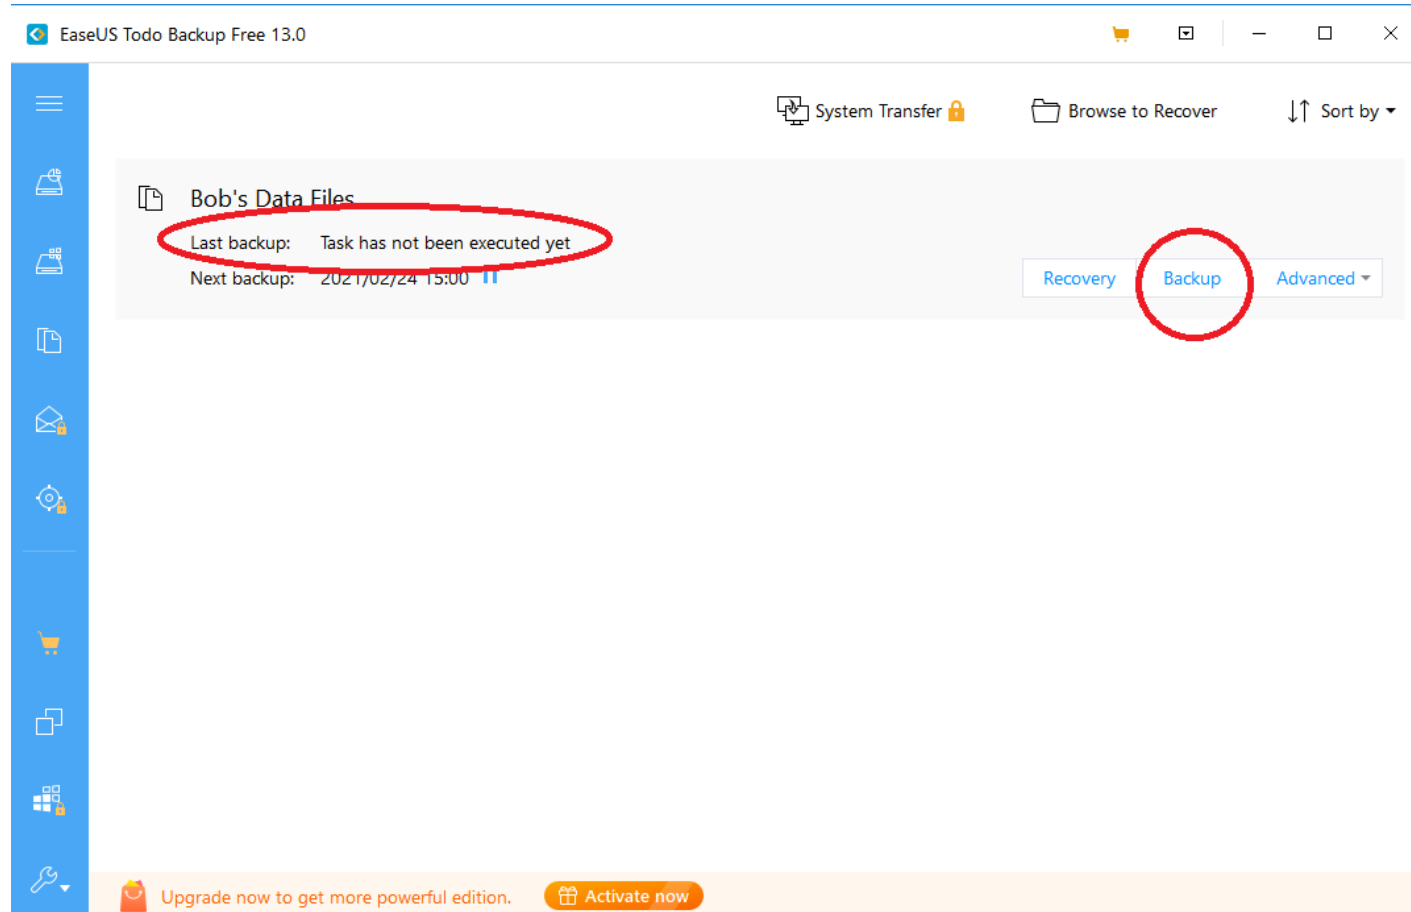 EaseUS Todo Backup Free 13.0
System Transfer Browse to Recover Sort by
Bob's Data Files
Last backup: Task has not been executed yet
Next backup: 2021/02/24 15:00
Recovery Backup Advanced
Upgrade now to get more powerful edition. Activate now